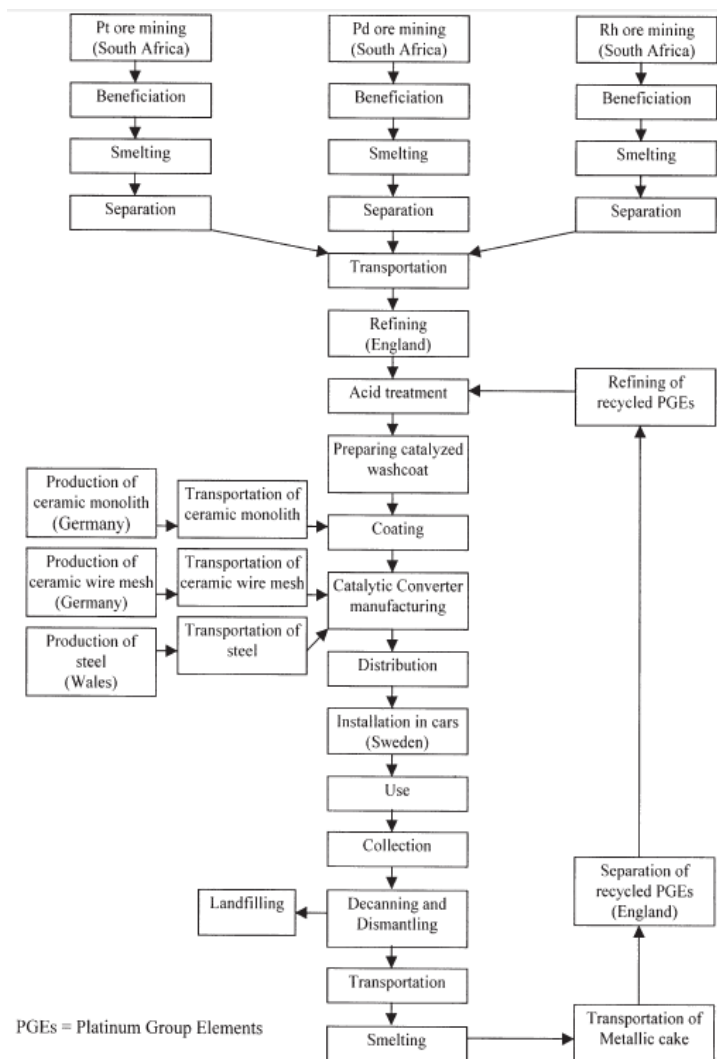 Pt ore mining
(South Africa)
Pd ore mining
(South Africa)
Rh ore mining
(South Africa)
Beneficiation
Beneficiation
Beneficiation
Smelting
Smelting
Smelting
Separation
Separation
Separation
Transportation
Refining
(England)
Acid treatment
Refining of
recycled PGEs
Preparing catalyzed
washcoat
Production of
ceramic monolith
(Germany)
Transportation of
ceramic monolith
Coating
Production of
ceramic wire mesh
(Germany)
Transportation of
ceramic wire mesh
Catalytic Converter
manufacturing
Production of
steel
(Wales)
Transportation of
steel
Distribution
Installation in cars
(Sweden)
Use
Collection
Landfilling
Decanning and
Dismantling
Separation of
recycled PGEs
(England)
Transportation
Smelting
Transportation of
Metallic cake
PGEs = Platinum Group Elements